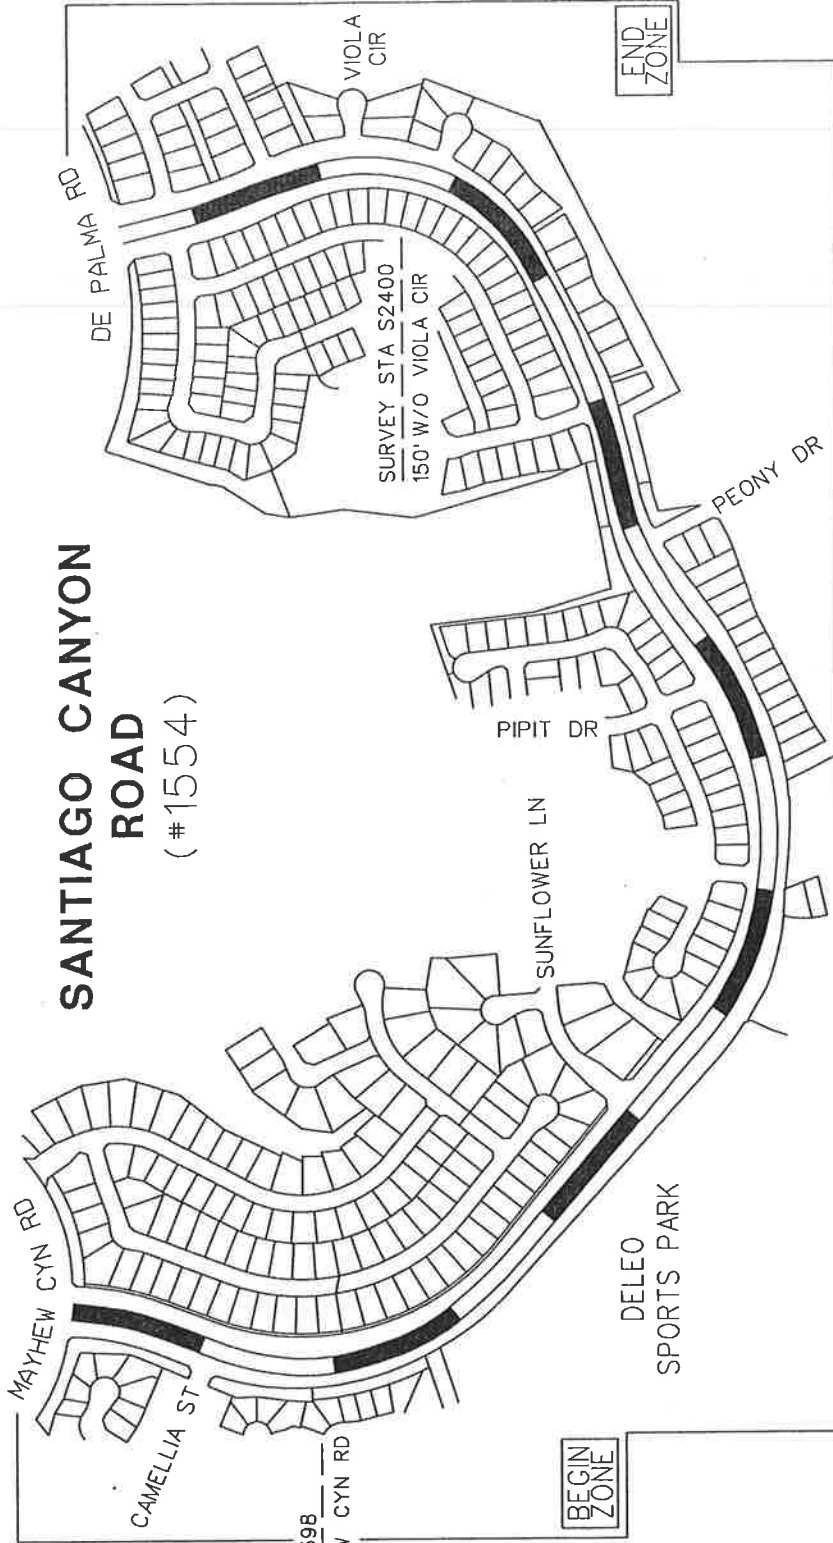 SANTIAGO CANYON
ROAD
(#1554)
MAYHEW CYN RD
CAMELLIA ST
CYN RD
BEGIN
ZONE
DELEO
SPORTS PARK
SUNFLOWER LN
PIPIT DR
PEONY DR
SURVEY STA S2400
150' W/O VIOLA CIR
DE PALMA RD
VIOLA
CIR
END
ZONE